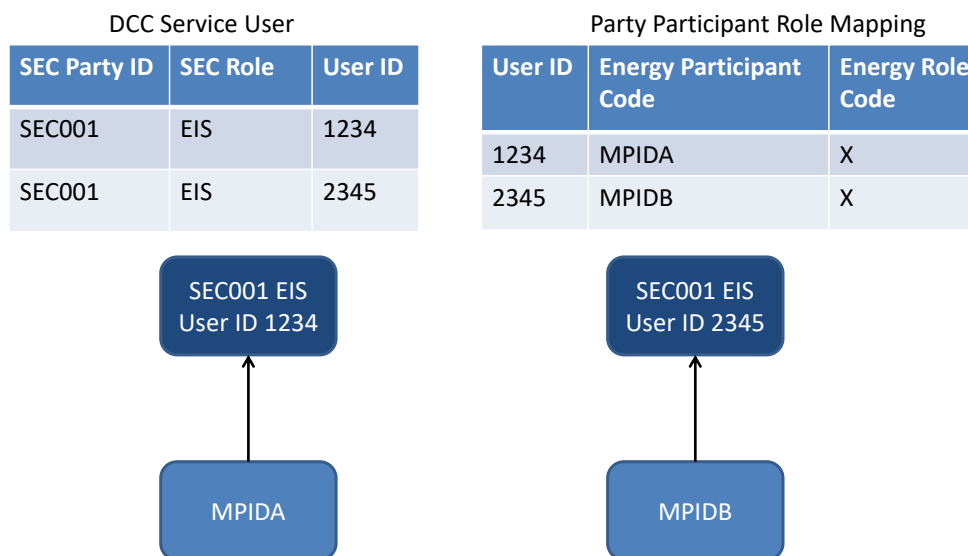 DCC Service User
SEC Party ID SEC Role User ID
SEC001 EIS 1234
SEC001 EIS 2345
Party Participant Role Mapping
User ID Energy Participant Code Energy Role Code
1234 MPIDA X
2345 MPIDB X
SEC001 EIS
User ID 1234
SEC001 EIS
User ID 2345
MPIDA
MPIDB